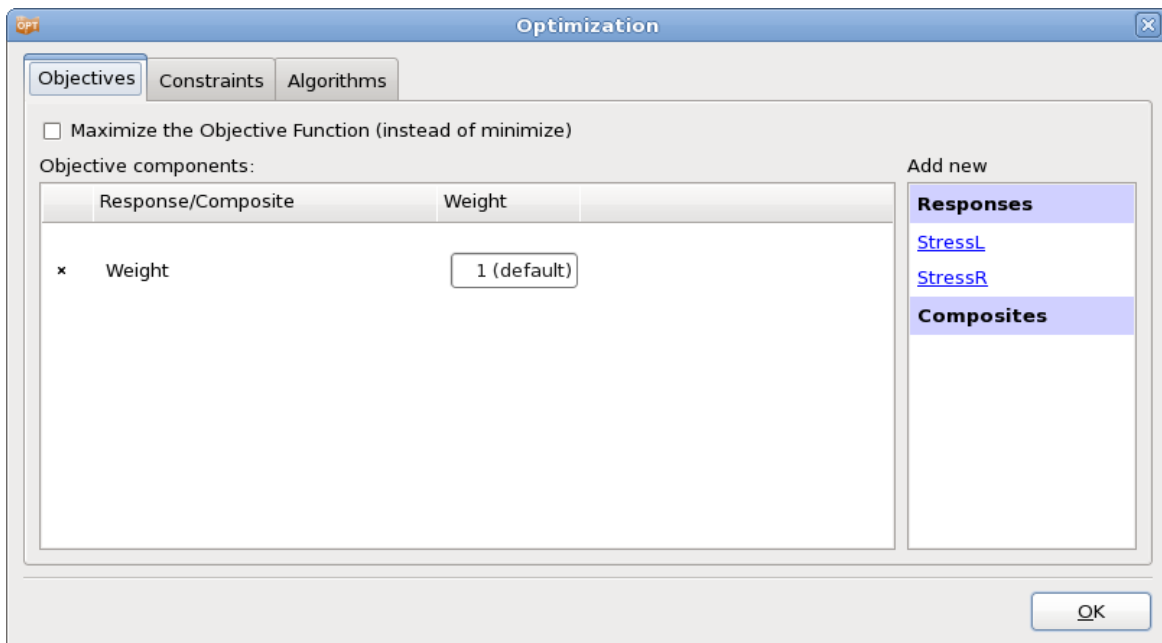 OPT Optimization
Objectives Constraints Algorithms
Maximize the Objective Function (instead of minimize)
Objective components: Add new
Response/Composite Weight Responses
StressL
Weight 1 (default)
StressR
Composites
OK